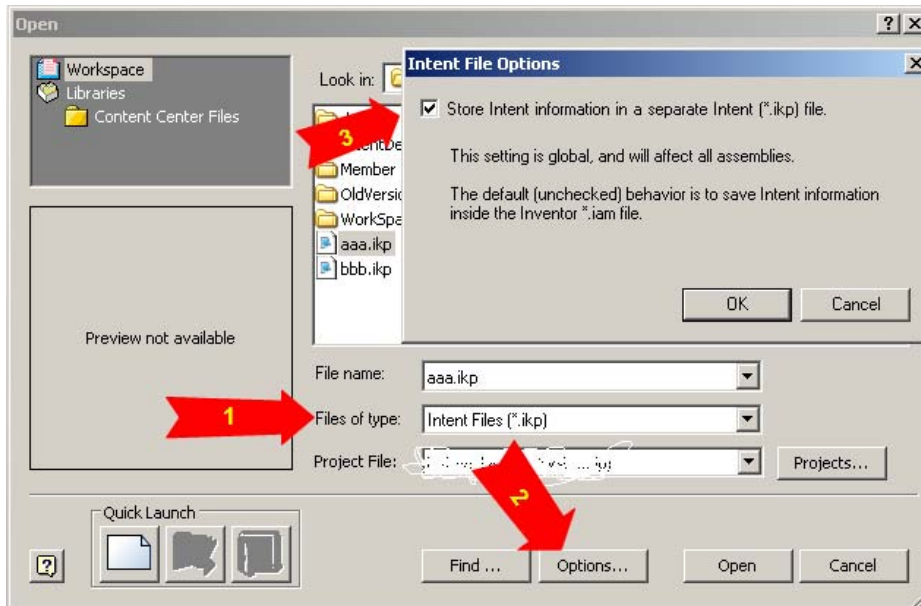 Open
Workspace
Libraries
Content Center Files
Look in:
Intent File Options
Store Intent information in a separate Intent (*.ikp) file.
This setting is global, and will affect all assemblies.
The default (unchecked) behavior is to save Intent information
inside the Inventor *.iam file.
OK
Cancel
3
Member
OldVersio
WorkSpa
aaa.ikp
bbb.ikp
Preview not available
File name:
aaa.ikp
1
Files of type:
Intent Files (*.ikp)
Project File:
Projects...
2
Quick Launch
Find ...
Options...
Open
Cancel